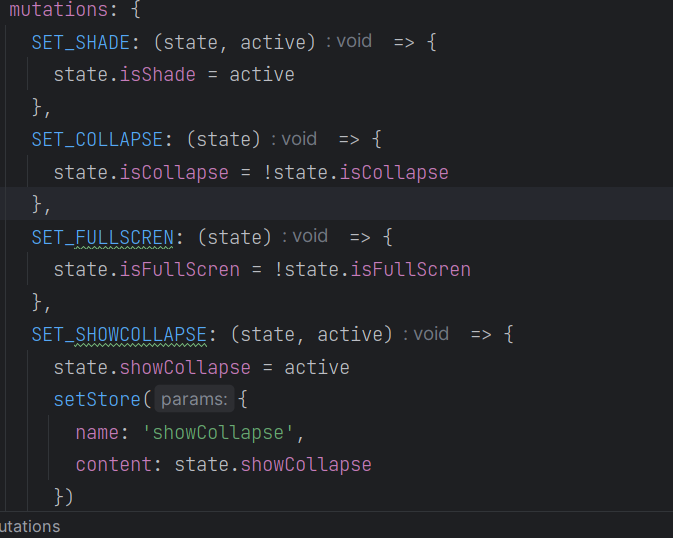 mutations: {
SET_SHADE: (state, active) : void => {
state.isShade = active
},
SET_COLLAPSE: (state) : void => {
state.isCollapse = !state.isCollapse
},
SET_FULLSCREN: (state) : void => {
state.isFullScren = !state.isFullScren
},
SET_SHOWCOLLAPSE: (state, active) : void => {
state.showCollapse = active
setStore( params: {
name: 'showCollapse',
content: state.showCollapse
})
utations